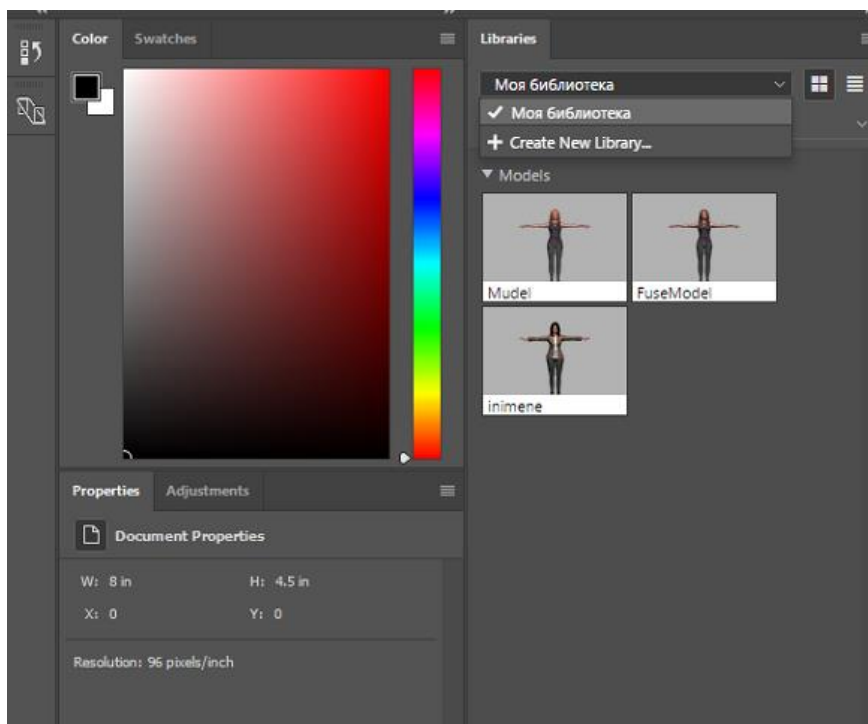 Color Swatches
Libraries
Моя библиотека
Моя библиотека
Create New Library...
Models
Mudel
FuseModel
inimene
Properties Adjustments
Document Properties
W: 8 in H: 4.5 in
X: 0 Y: 0
Resolution: 96 pixels/inch